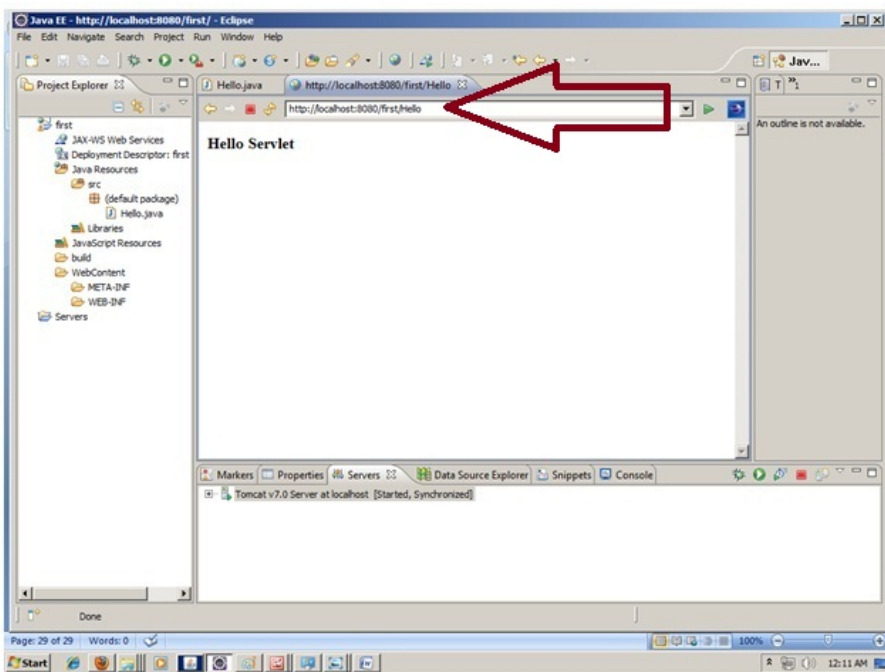 Java EE - http://localhost:8080/first/ - Eclipse
File Edit Navigate Search Project Run Window Help
Jav...
Project Explorer
Hello.java
http://localhost:8080/first/Hello
T
"1
http://localhost:8080/first/Hello
An outline is not available.
first
JAX-WS Web Services
Deployment Descriptor: first
Java Resources
src
(default package)
Hello.java
Libraries
JavaScript Resources
build
WebContent
META-INF
WEB-INF
Servers
Hello Servlet
Markers Properties Servers Data Source Explorer Snippets Console
Tomcat v7.0 Server at localhost [Started, Synchronized]
Done
Page: 29 of 29 Words: 0 100%
Start 12:11 AM